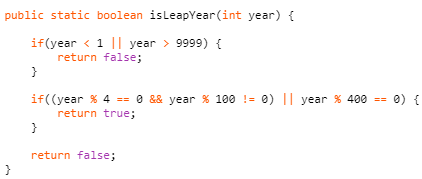 public static boolean isLeapYear(int year) {
if(year < 1 || year > 9999) {
return false;
}
if((year % 4 == 0 && year % 100 != 0) || year % 400 == 0) {
return true;
}
return false;
}